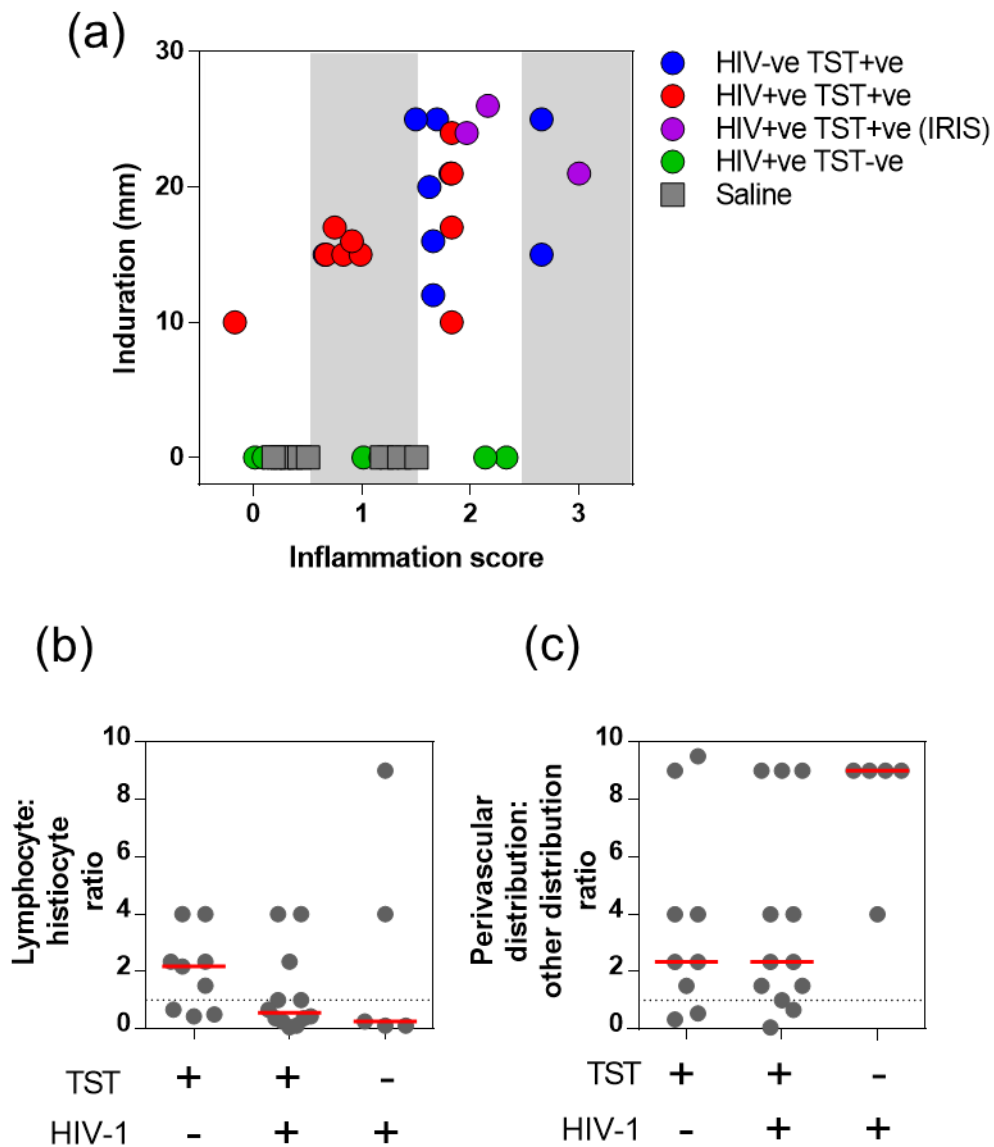 (a)
30
20
10
0
Induration (mm)
0 1 2 3
Inflammation score
HIV-ve TST+ve
HIV+ve TST+ve
HIV+ve TST+ve (IRIS)
HIV+ve TST-ve
Saline
(b)
10
8
6
4
2
0
Lymphocyte:
histiocyte
ratio
TST + + -
HIV-1 - + +
(c)
10
8
6
4
2
0
Perivascular
distribution:
other distribution
ratio
TST + + -
HIV-1 - + +